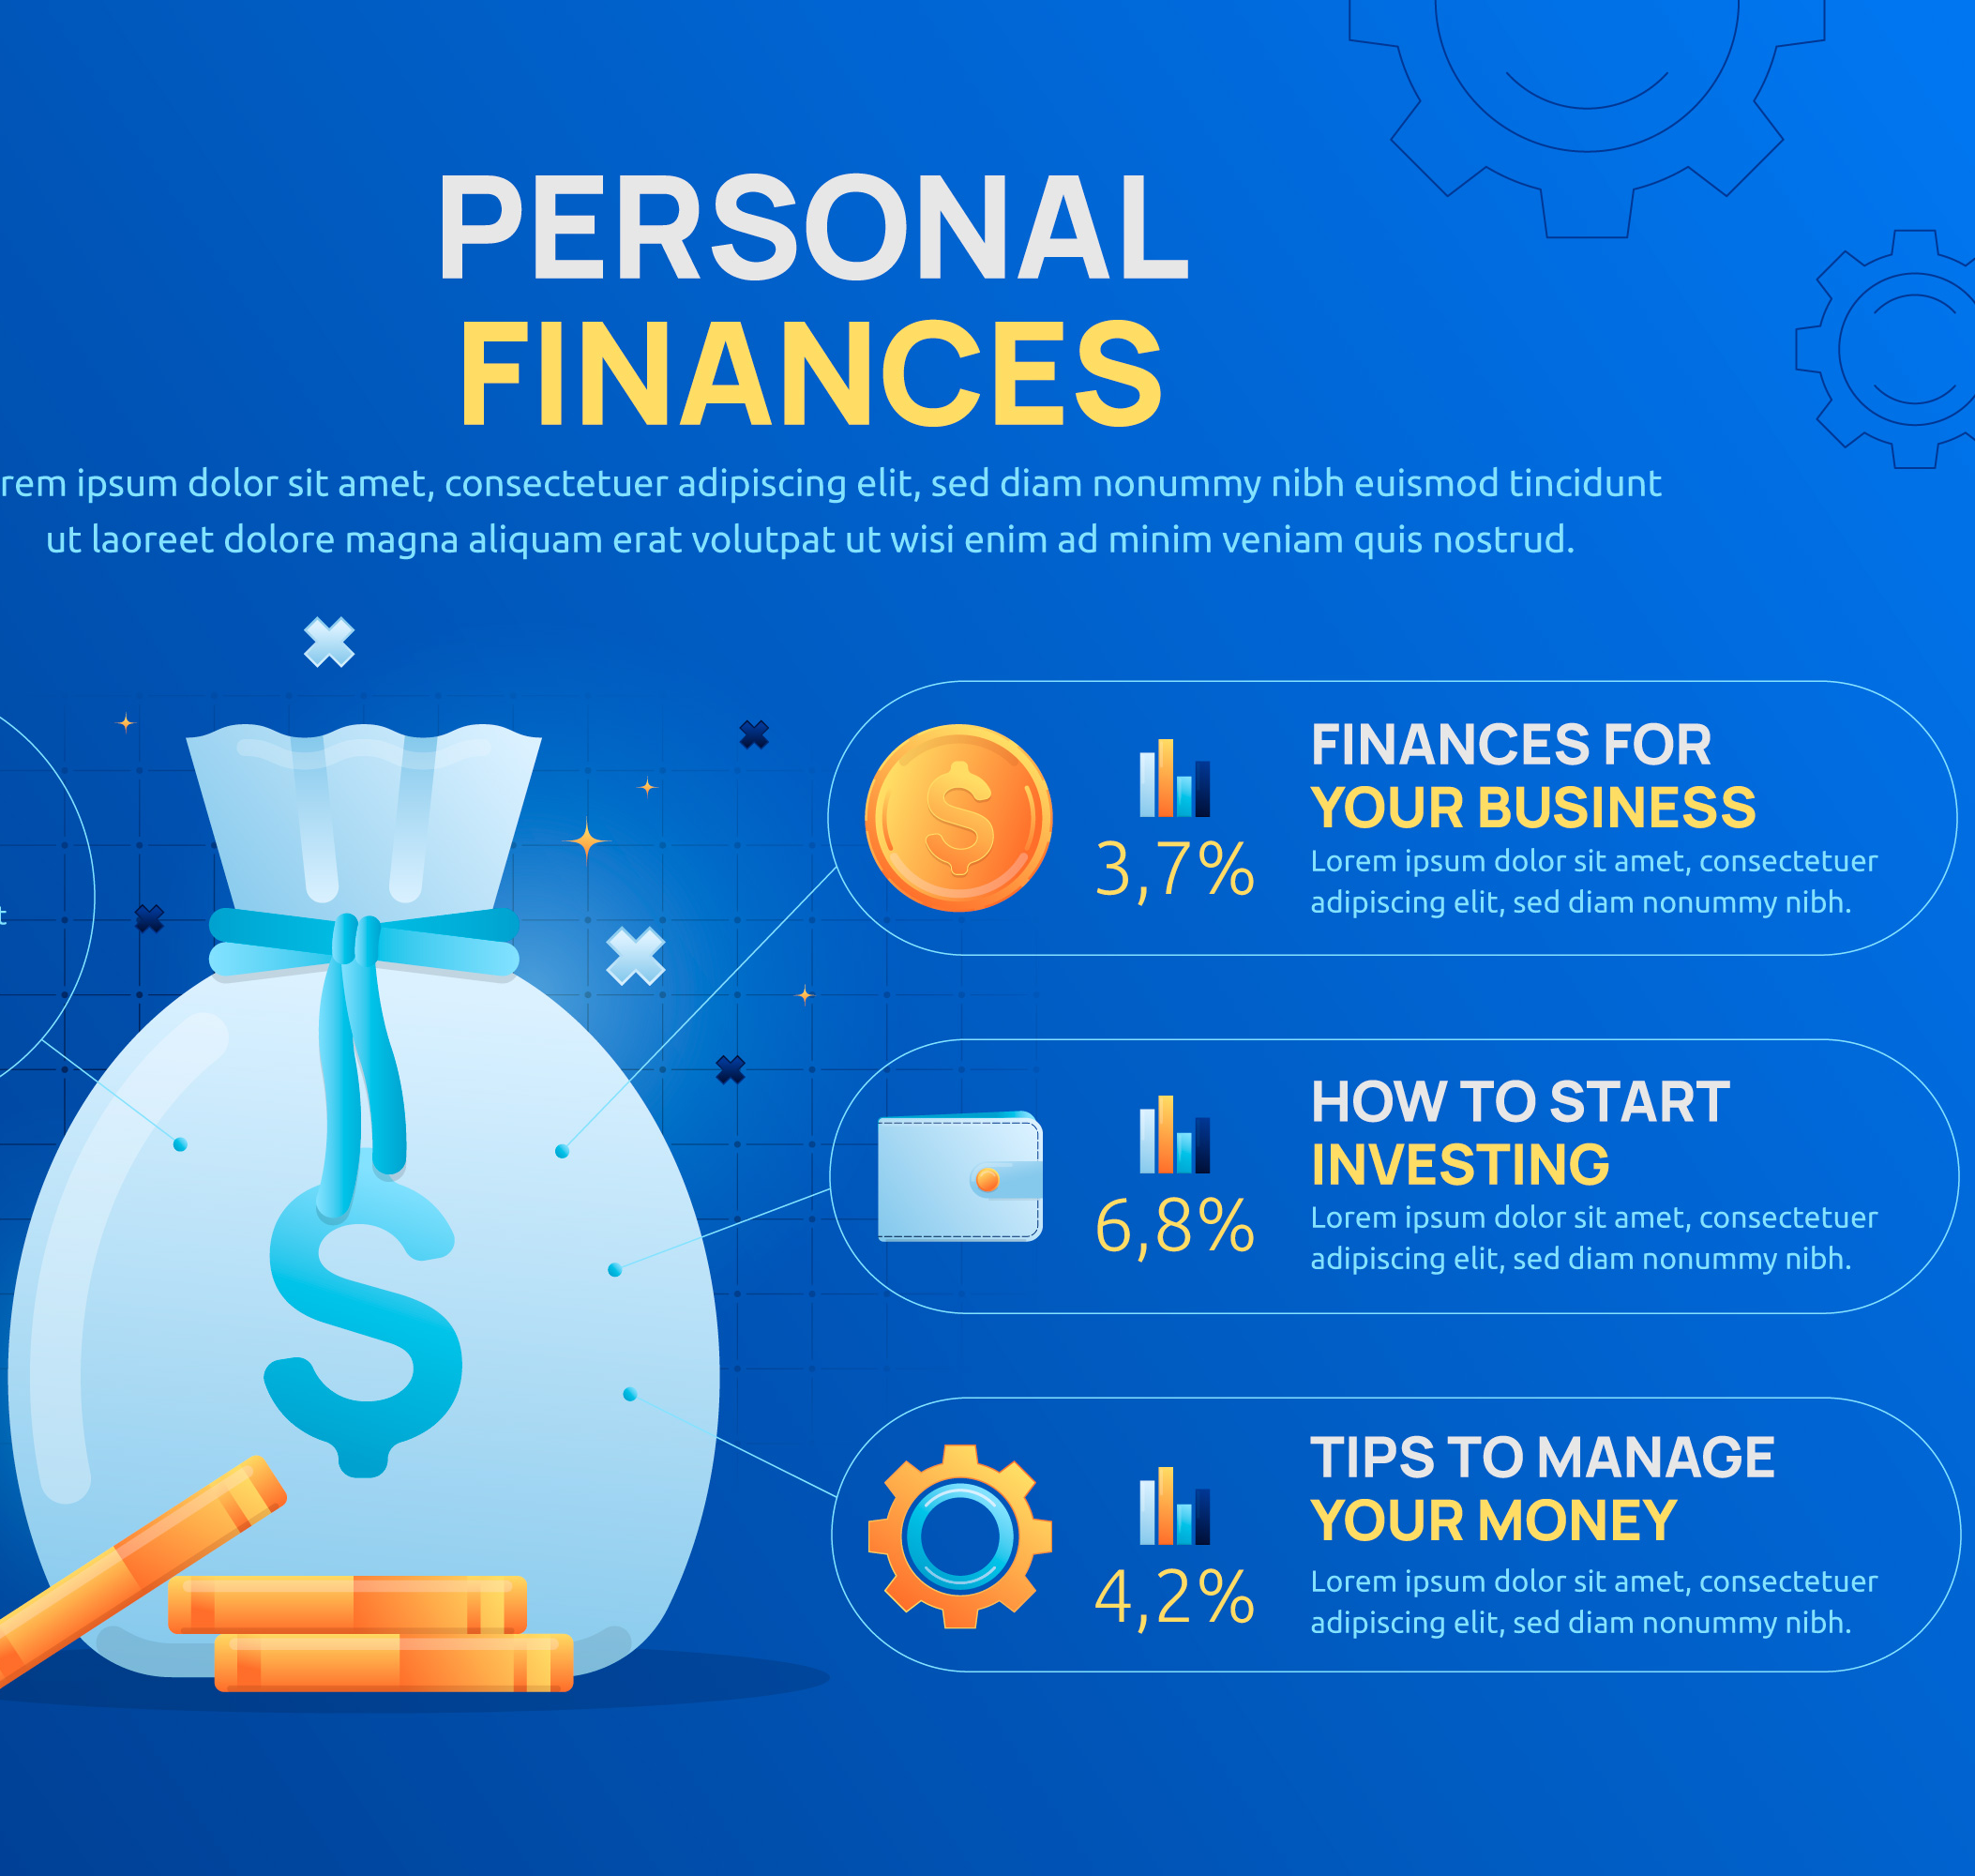 PERSONAL
FINANCES
rem ipsum dolor sit amet, consectetuer adipiscing elit, sed diam nonummy nibh euismod tincidunt
ut laoreet dolore magna aliquam erat volutpat ut wisi enim ad minim veniam quis nostrud.
t
FINANCES FOR
YOUR BUSINESS
3,7%
Lorem ipsum dolor sit amet, consectetuer
adipiscing elit, sed diam nonummy nibh.
HOW TO START
INVESTING
6,8%
Lorem ipsum dolor sit amet, consectetuer
adipiscing elit, sed diam nonummy nibh.
TIPS TO MANAGE
YOUR MONEY
4,2%
Lorem ipsum dolor sit amet, consectetuer
adipiscing elit, sed diam nonummy nibh.
$
$